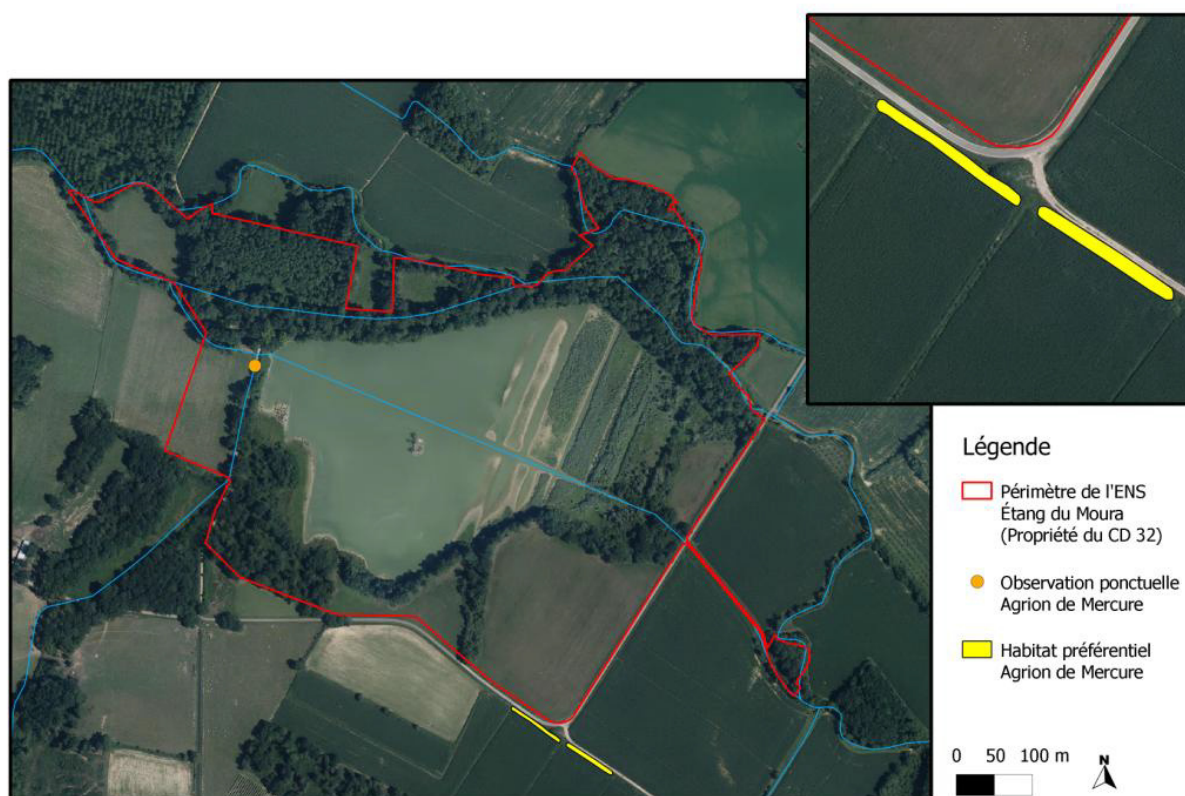 Légende
Périmètre de l'ENS
Étang du Moura
(Propriété du CD 32)
Observation ponctuelle
Agrion de Mercure
Habitat préférentiel
Agrion de Mercure
0 50 100 m
N